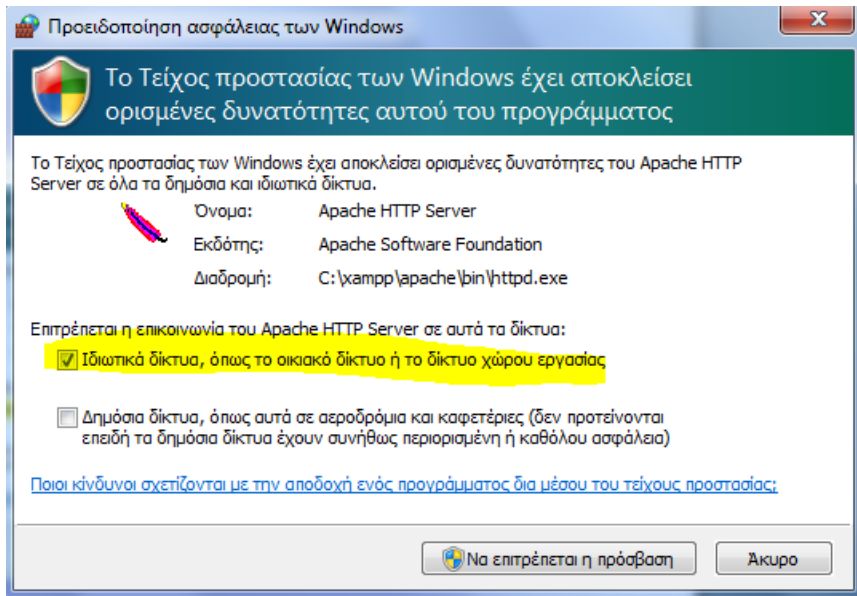 Προειδοποίηση ασφάλειας των Windows
Το Τείχος προστασίας των Windows έχει αποκλείσει
ορισμένες δυνατότητες αυτού του προγράμματος
Το Τείχος προστασίας των Windows έχει αποκλείσει ορισμένες δυνατότητες του Apache HTTP
Server σε όλα τα δημόσια και ιδιωτικά δίκτυα.
Όνομα: Apache HTTP Server
Εκδότης: Apache Software Foundation
Διαδρομή: C:\xampp\apache\bin\httpd.exe
Επιτρέπεται η επικοινωνία του Apache HTTP Server σε αυτά τα δίκτυα:
Ιδιωτικά δίκτυα, όπως το οικιακό δίκτυο ή το δίκτυο χώρου εργασίας
Δημόσια δίκτυα, όπως αυτά σε αεροδρόμια και καφετέριες (δεν προτείνονται
επειδή τα δημόσια δίκτυα έχουν συνήθως περιορισμένη ή καθόλου ασφάλεια)
Ποιοι κίνδυνοι σχετίζονται με την αποδοχή ενός προγράμματος δια μέσου του τείχους προστασίας;
Να επιτρέπεται η πρόσβαση Άκυρο